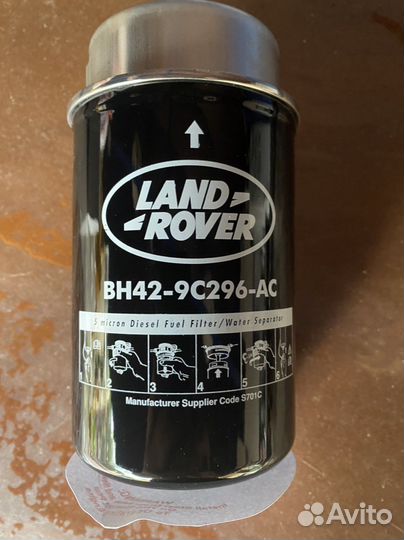 LAND
ROVER
BH42-9C296-AC
5 micron Diesel Fuel Filter/Water Separator
1 2 3 4 5 6
Manufacturer Supplier Code S701C
Avito